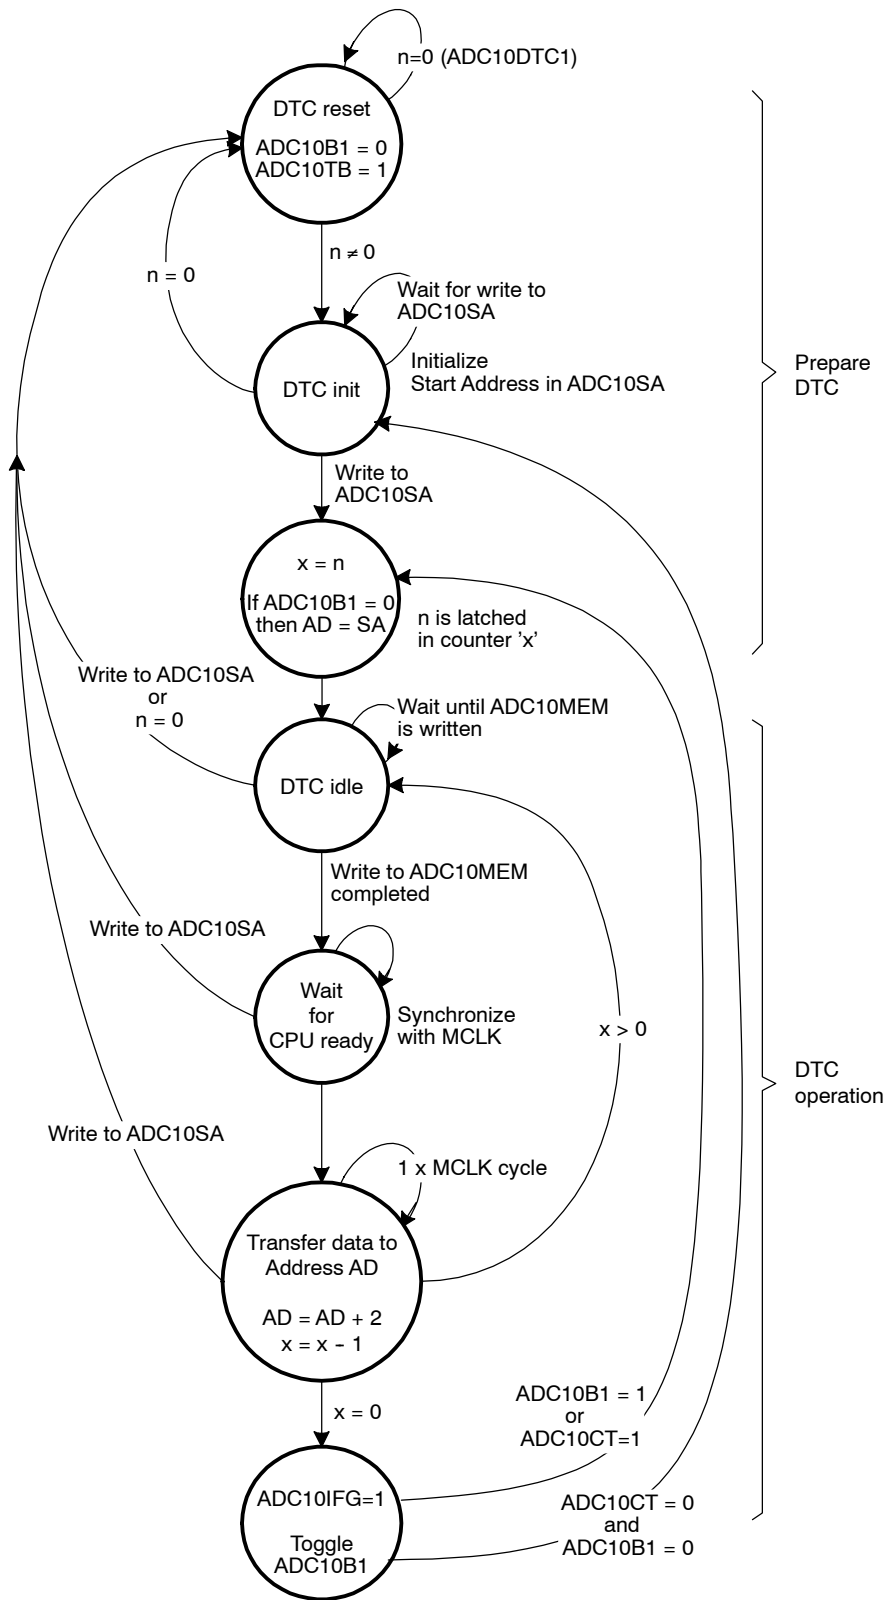 n=0 (ADC10DTC1)
DTC reset
ADC10B1 = 0
ADC10TB = 1
n ≠ 0
n = 0
Wait for write to
ADC10SA
Initialize
Start Address in ADC10SA
DTC init
Prepare
DTC
Write to
ADC10SA
x = n
If ADC10B1 = 0
then AD = SA
n is latched
in counter ’x’
Write to ADC10SA
or
n = 0
Wait until ADC10MEM
is written
DTC idle
Write to ADC10MEM
completed
Write to ADC10SA
Wait
for
CPU ready
Synchronize
with MCLK
x > 0
DTC
operation
Write to ADC10SA
1 x MCLK cycle
Transfer data to
Address AD
AD = AD + 2
x = x − 1
x = 0
ADC10B1 = 1
or
ADC10CT=1
ADC10IFG=1
Toggle
ADC10B1
ADC10CT = 0
and
ADC10B1 = 0